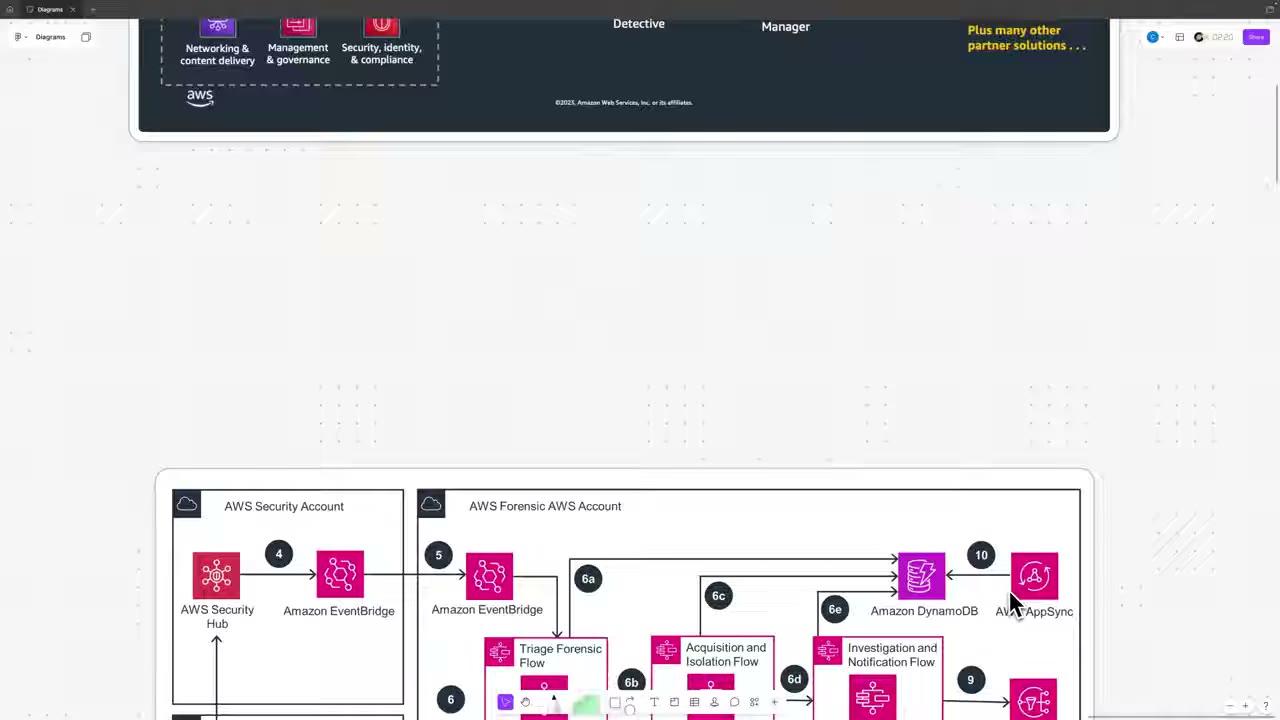 Diagrams
Diagrams
02:20
Share
Networking &
content delivery
Management
& governance
Security, identity,
& compliance
Detective
Manager
Plus many other
partner solutions . . .
aws
©2023, Amazon Web Services, Inc. or its affiliates.
AWS Security Account
AWS Forensic AWS Account
4
5
6a
6c
6e
10
AWS Security
Hub
Amazon EventBridge
Amazon EventBridge
Amazon DynamoDB
AppSync
Triage Forensic
Flow
Acquisition and
Isolation Flow
Investigation and
Notification Flow
6
6b
6d
9